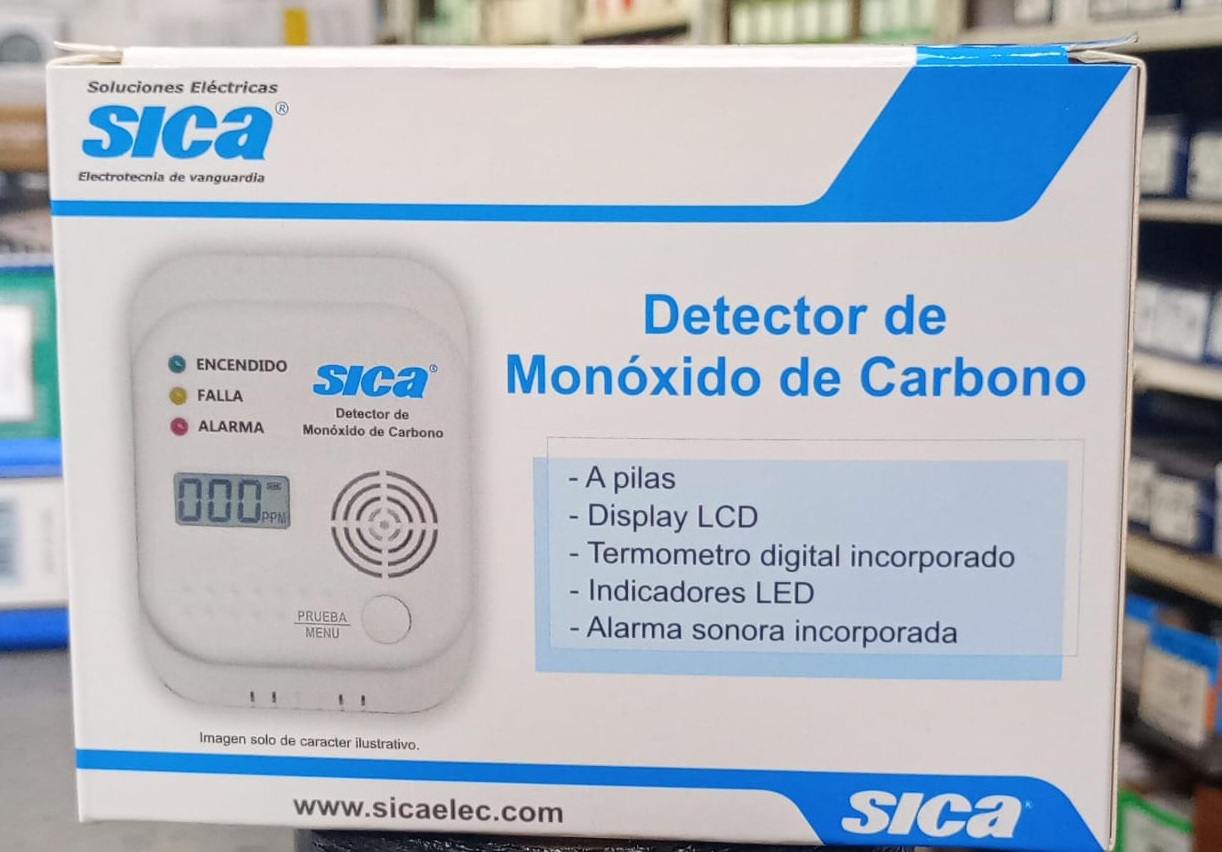 Soluciones Eléctricas
SICA®
Electrotecnia de vanguardia
Detector de
Monóxido de Carbono
ENCENDIDO
FALLA
ALARMA
SICA®
Detector de
Monóxido de Carbono
000
PPM
PRUEBA
MENU
- A pilas
- Display LCD
- Termometro digital incorporado
- Indicadores LED
- Alarma sonora incorporada
Imagen solo de caracter ilustrativo.
www.sicaelec.com
SICA®